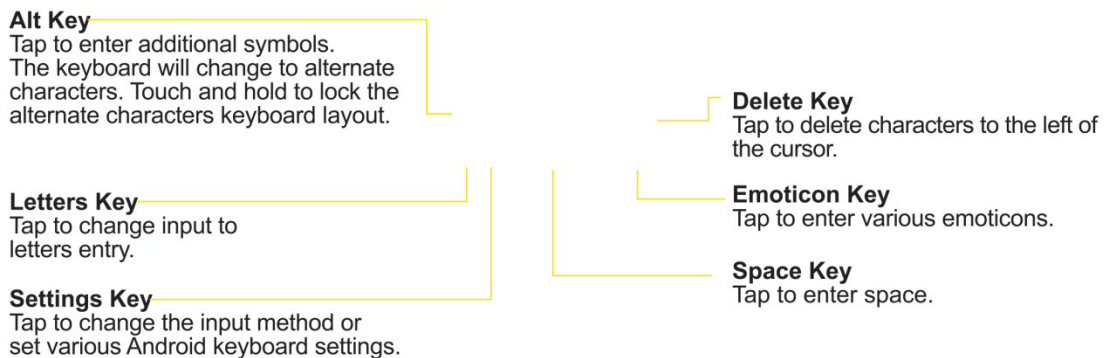 Alt Key
Tap to enter additional symbols.
The keyboard will change to alternate
characters. Touch and hold to lock the
alternate characters keyboard layout.
Letters Key
Tap to change input to
letters entry.
Settings Key
Tap to change the input method or
set various Android keyboard settings.
Delete Key
Tap to delete characters to the left of
the cursor.
Emoticon Key
Tap to enter various emoticons.
Space Key
Tap to enter space.